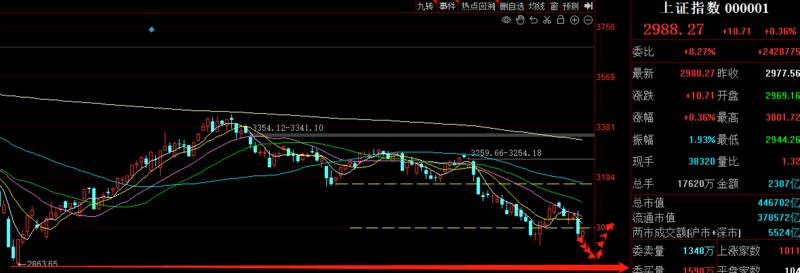 九转 事件 热点回溯 删自选 均线 窗 预测
上证指数 000001
2988.27 +10.71 +0.36%
委比 +8.27% +2428775
最新 2988.27 昨收 2977.56
涨跌 +10.71 开盘 2969.16
涨幅 +0.36% 最高 3001.72
振幅 1.93% 最低 2944.26
现手 38320 量比 1.32
总手 17620万 金额 2307亿
总市值 446702亿
流通市值 378572亿
两市成交额[沪市+深市] 5524亿
委卖量 1348万 上涨家数 1011
委买量 1590万 平盘家数 104
3756
3569
3381
3194
3354.12-3341.10
3259.66-3254.18
2863.65